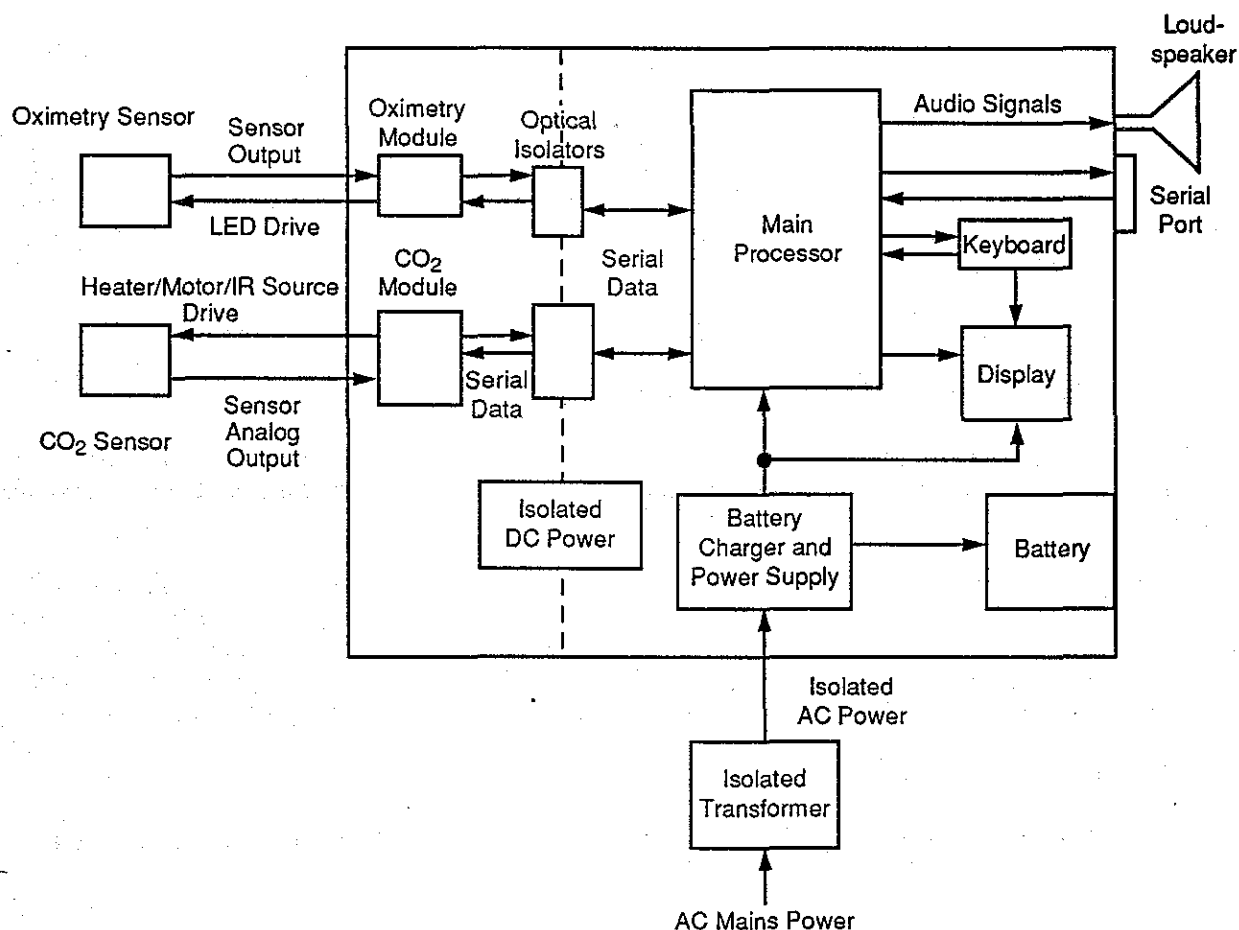 Loud-
speaker
Oximetry Sensor
Sensor
Output
Oximetry
Module
Optical
Isolators
Audio Signals
LED Drive
Main
Processor
Serial
Port
Keyboard
CO2
Module
Serial
Data
Heater/Motor/IR Source
Drive
Display
Serial
Data
Sensor
Analog
Output
CO2 Sensor
Isolated
DC Power
Battery
Charger and
Power Supply
Battery
Isolated
AC Power
Isolated
Transformer
AC Mains Power